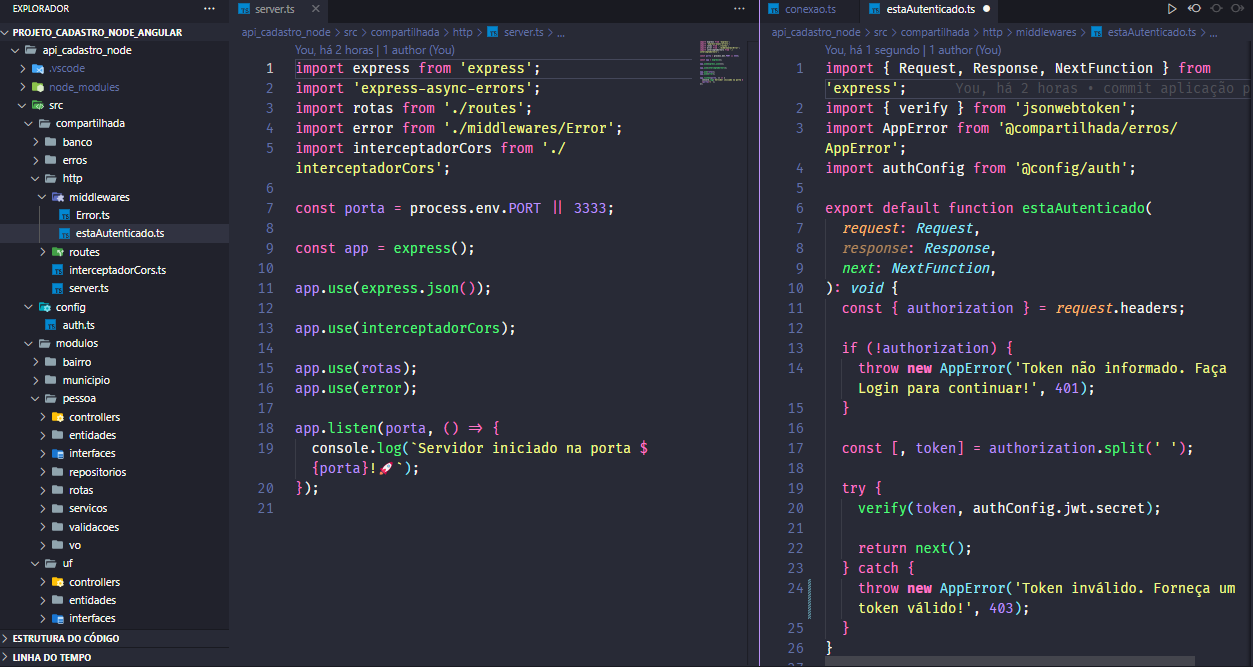 EXPLORADOR
PROJETO_CADASTRO_NODE_ANGULAR
api_cadastro_node
.vscode
node_modules
src
compartilhada
banco
erros
http
middlewares
Error.ts
estaAutenticado.ts
routes
interceptadorCors.ts
server.ts
config
auth.ts
modulos
bairro
municipio
pessoa
controllers
entidades
interfaces
repositorios
rotas
servicos
validacoes
vo
uf
controllers
entidades
interfaces
ESTRUTURA DO CÓDIGO
LINHA DO TEMPO
server.ts
api_cadastro_node > src > compartilhada > http > server.ts > ...
You, há 2 horas | 1 author (You)
1 import express from 'express';
2 import 'express-async-errors';
3 import rotas from './routes';
4 import error from './middlewares/Error';
5 import interceptadorCors from './
interceptadorCors';
6
7 const porta = process.env.PORT || 3333;
8
9 const app = express();
10
11 app.use(express.json());
12
13 app.use(interceptadorCors);
14
15 app.use(rotas);
16 app.use(error);
17
18 app.listen(porta, () => {
19 console.log(`Servidor iniciado na porta $
{porta}!🚀`);
20 });
21
conexao.ts estaAutenticado.ts
api_cadastro_node > src > compartilhada > http > middlewares > estaAutenticado.ts > ...
You, há 1 segundo | 1 author (You)
1 import { Request, Response, NextFunction } from
'express'; You, há 2 horas • commit aplicação p
2 import { verify } from 'jsonwebtoken';
3 import AppError from '@compartilhada/erros/
AppError';
4 import authConfig from '@config/auth';
5
6 export default function estaAutenticado(
7 request: Request,
8 response: Response,
9 next: NextFunction,
10 ): void {
11 const { authorization } = request.headers;
12
13 if (!authorization) {
14 throw new AppError('Token não informado. Faça
Login para continuar!', 401);
15 }
16
17 const [, token] = authorization.split(' ');
18
19 try {
20 verify(token, authConfig.jwt.secret);
21
22 return next();
23 } catch {
24 throw new AppError('Token inválido. Forneça um
token válido!', 403);
25 }
26 }
27